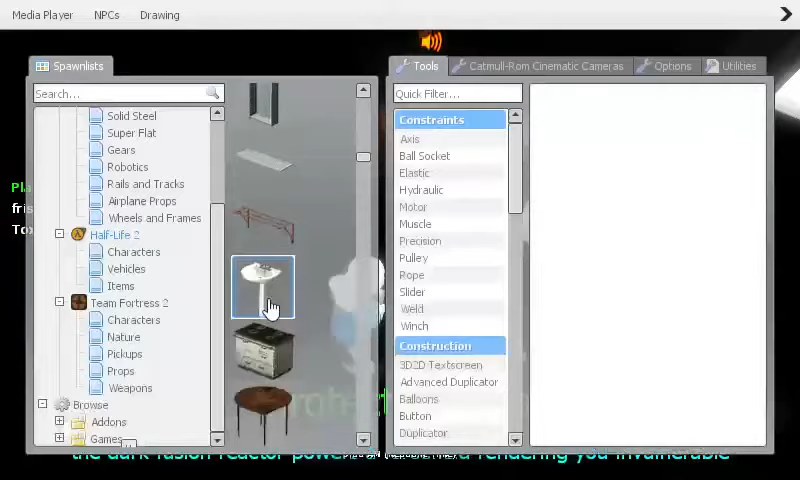 Media Player NPCs Drawing
Spawnlists
Tools
Catmull-Rom Cinematic Cameras
Options
Utilities
Search...
Quick Filter...
Solid Steel
Super Flat
Gears
Robotics
Rails and Tracks
Airplane Props
Wheels and Frames
Half-Life 2
Characters
Vehicles
Items
Team Fortress 2
Characters
Nature
Pickups
Props
Weapons
Browse
Addons
Games
Constraints
Axis
Ball Socket
Elastic
Hydraulic
Motor
Muscle
Precision
Pulley
Rope
Slider
Weld
Winch
Construction
3D2D Textscreen
Advanced Duplicator
Balloons
Button
Duplicator
Pla
fris
To
the dark fusion reactor
rendering you invulnerable